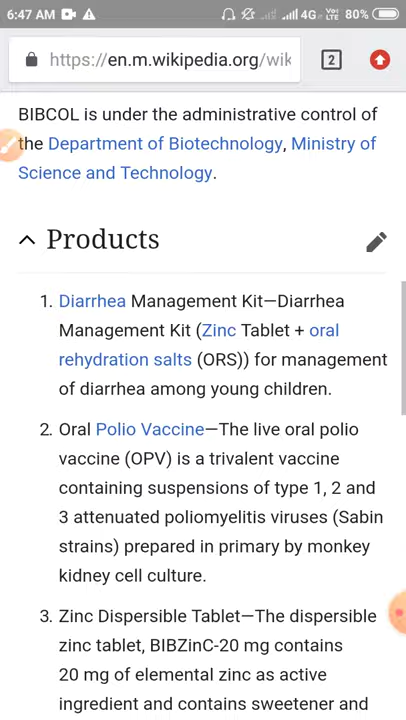 6:47 AM 4G Vo) LTE 80%
https://en.m.wikipedia.org/wik 2
BIBCOL is under the administrative control of
the Department of Biotechnology, Ministry of
Science and Technology.
Products
1. Diarrhea Management Kit—Diarrhea
Management Kit (Zinc Tablet + oral
rehydration salts (ORS)) for management
of diarrhea among young children.
2. Oral Polio Vaccine—The live oral polio
vaccine (OPV) is a trivalent vaccine
containing suspensions of type 1, 2 and
3 attenuated poliomyelitis viruses (Sabin
strains) prepared in primary by monkey
kidney cell culture.
3. Zinc Dispersible Tablet—The dispersible
zinc tablet, BIBZinC-20 mg contains
20 mg of elemental zinc as active
ingredient and contains sweetener and